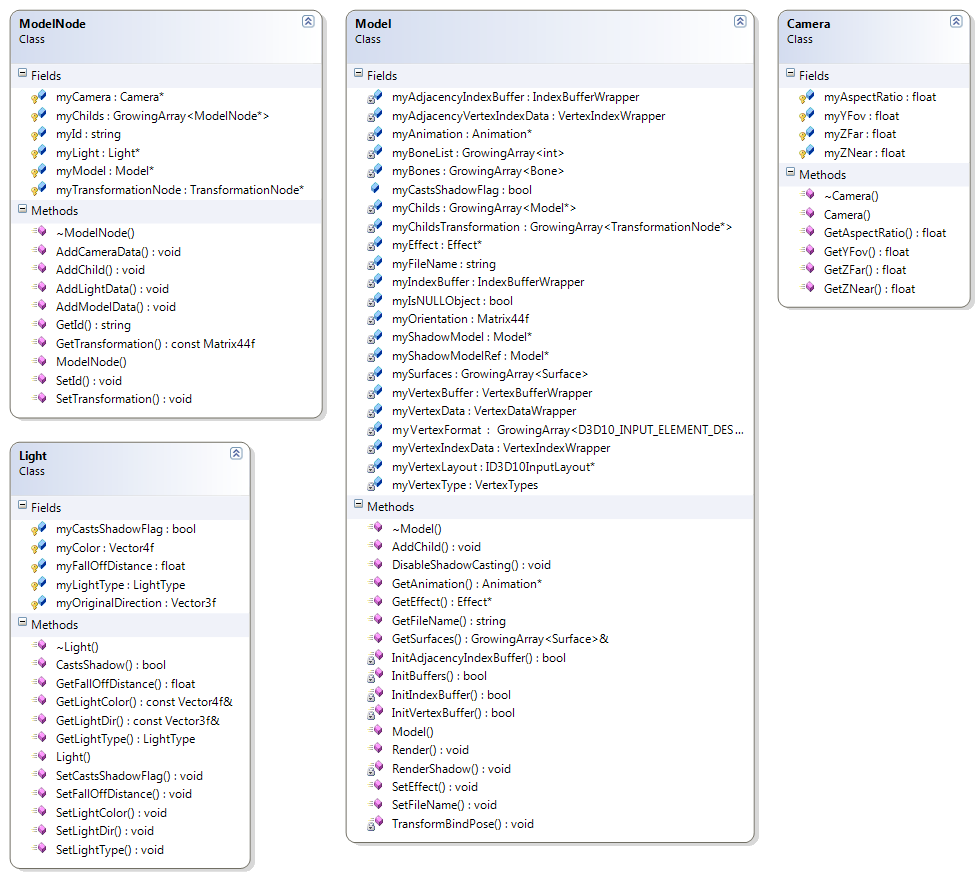 ModelNode
Class
Fields
myCamera : Camera*
myChilds : GrowingArray<ModelNode*>
myId : string
myLight : Light*
myModel : Model*
myTransformationNode : TransformationNode*
Methods
~ModelNode()
AddCameraData() : void
AddChild() : void
AddLightData() : void
AddModelData() : void
GetId() : string
GetTransformation() : const Matrix44f
ModelNode()
SetId() : void
SetTransformation() : void
Light
Class
Fields
myCastsShadowFlag : bool
myColor : Vector4f
myFallOffDistance : float
myLightType : LightType
myOriginalDirection : Vector3f
Methods
~Light()
CastsShadow() : bool
GetFallOffDistance() : float
GetLightColor() : const Vector4f&
GetLightDir() : const Vector3f&
GetLightType() : LightType
Light()
SetCastsShadowFlag() : void
SetFallOffDistance() : void
SetLightColor() : void
SetLightDir() : void
SetLightType() : void
Model
Class
Fields
myAdjacencyIndexBuffer : IndexBufferWrapper
myAdjacencyVertexIndexData : VertexIndexWrapper
myAnimation : Animation*
myBoneList : GrowingArray<int>
myBones : GrowingArray<Bone>
myCastsShadowFlag : bool
myChilds : GrowingArray<Model*>
myChildsTransformation : GrowingArray<TransformationNode*>
myEffect : Effect*
myFileName : string
myIndexBuffer : IndexBufferWrapper
myIsNULLObject : bool
myOrientation : Matrix44f
myShadowModel : Model*
myShadowModelRef : Model*
mySurfaces : GrowingArray<Surface>
myVertexBuffer : VertexBufferWrapper
myVertexData : VertexDataWrapper
myVertexFormat : GrowingArray<D3D10_INPUT_ELEMENT_DES...
myVertexIndexData : VertexIndexWrapper
myVertexLayout : ID3D10InputLayout*
myVertexType : VertexTypes
Methods
~Model()
AddChild() : void
DisableShadowCasting() : void
GetAnimation() : Animation*
GetEffect() : Effect*
GetFileName() : string
GetSurfaces() : GrowingArray<Surface>&
InitAdjacencyIndexBuffer() : bool
InitBuffers() : bool
InitIndexBuffer() : bool
InitVertexBuffer() : bool
Model()
Render() : void
RenderShadow() : void
SetEffect() : void
SetFileName() : void
TransformBindPose() : void
Camera
Class
Fields
myAspectRatio : float
myYFov : float
myZFar : float
myZNear : float
Methods
~Camera()
Camera()
GetAspectRatio() : float
GetYFov() : float
GetZFar() : float
GetZNear() : float